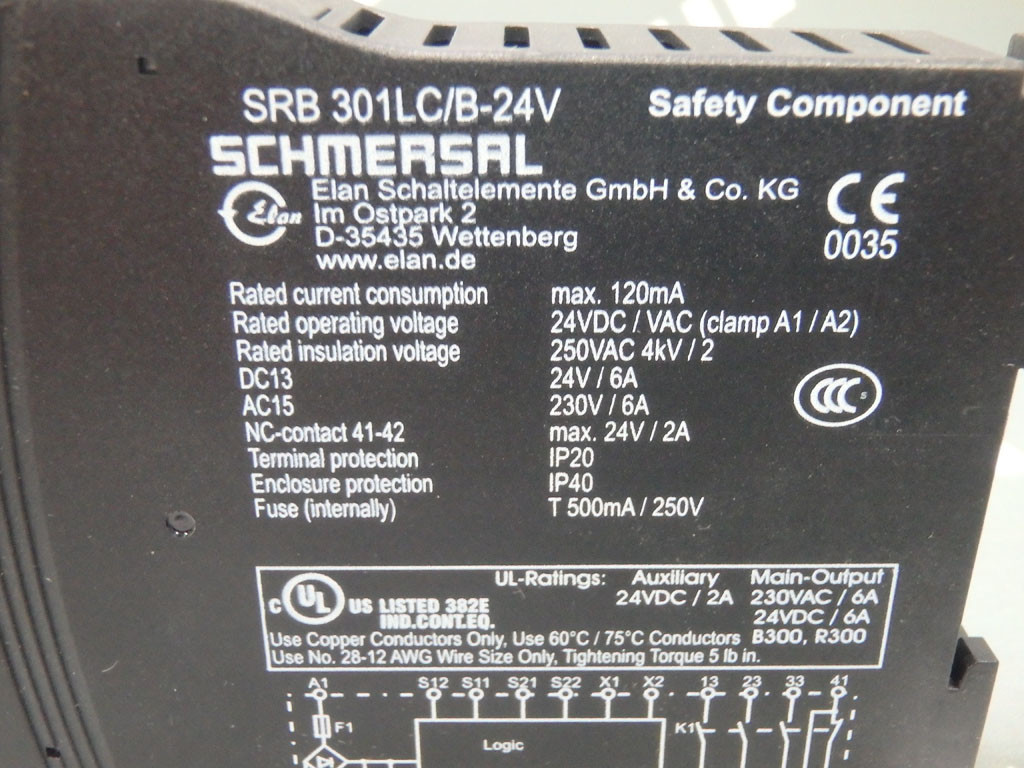 SRB 301LC/B-24V Safety Component
SCHMERSAL
Elan
Elan Schaltelemente GmbH & Co. KG
Im Ostpark 2
D-35435 Wettenberg
www.elan.de
CE
0035
Rated current consumption max. 120mA
Rated operating voltage 24VDC / VAC (clamp A1 / A2)
Rated insulation voltage 250VAC 4kV / 2
DC13 24V / 6A
AC15 230V / 6A
NC-contact 41-42 max. 24V / 2A
Terminal protection IP20
Enclosure protection IP40
Fuse (internally) T 500mA / 250V
CCC S
UL-Ratings: Auxiliary Main-Output
24VDC / 2A 230VAC / 6A
24VDC / 6A
C UL US LISTED 382E
IND.CONT.EQ.
Use Copper Conductors Only, Use 60°C / 75°C Conductors B300, R300
Use No. 28-12 AWG Wire Size Only, Tightening Torque 5 lb in.
A1 S12 S11 S21 S22 X1 X2 13 23 33 41
F1 K1
Logic